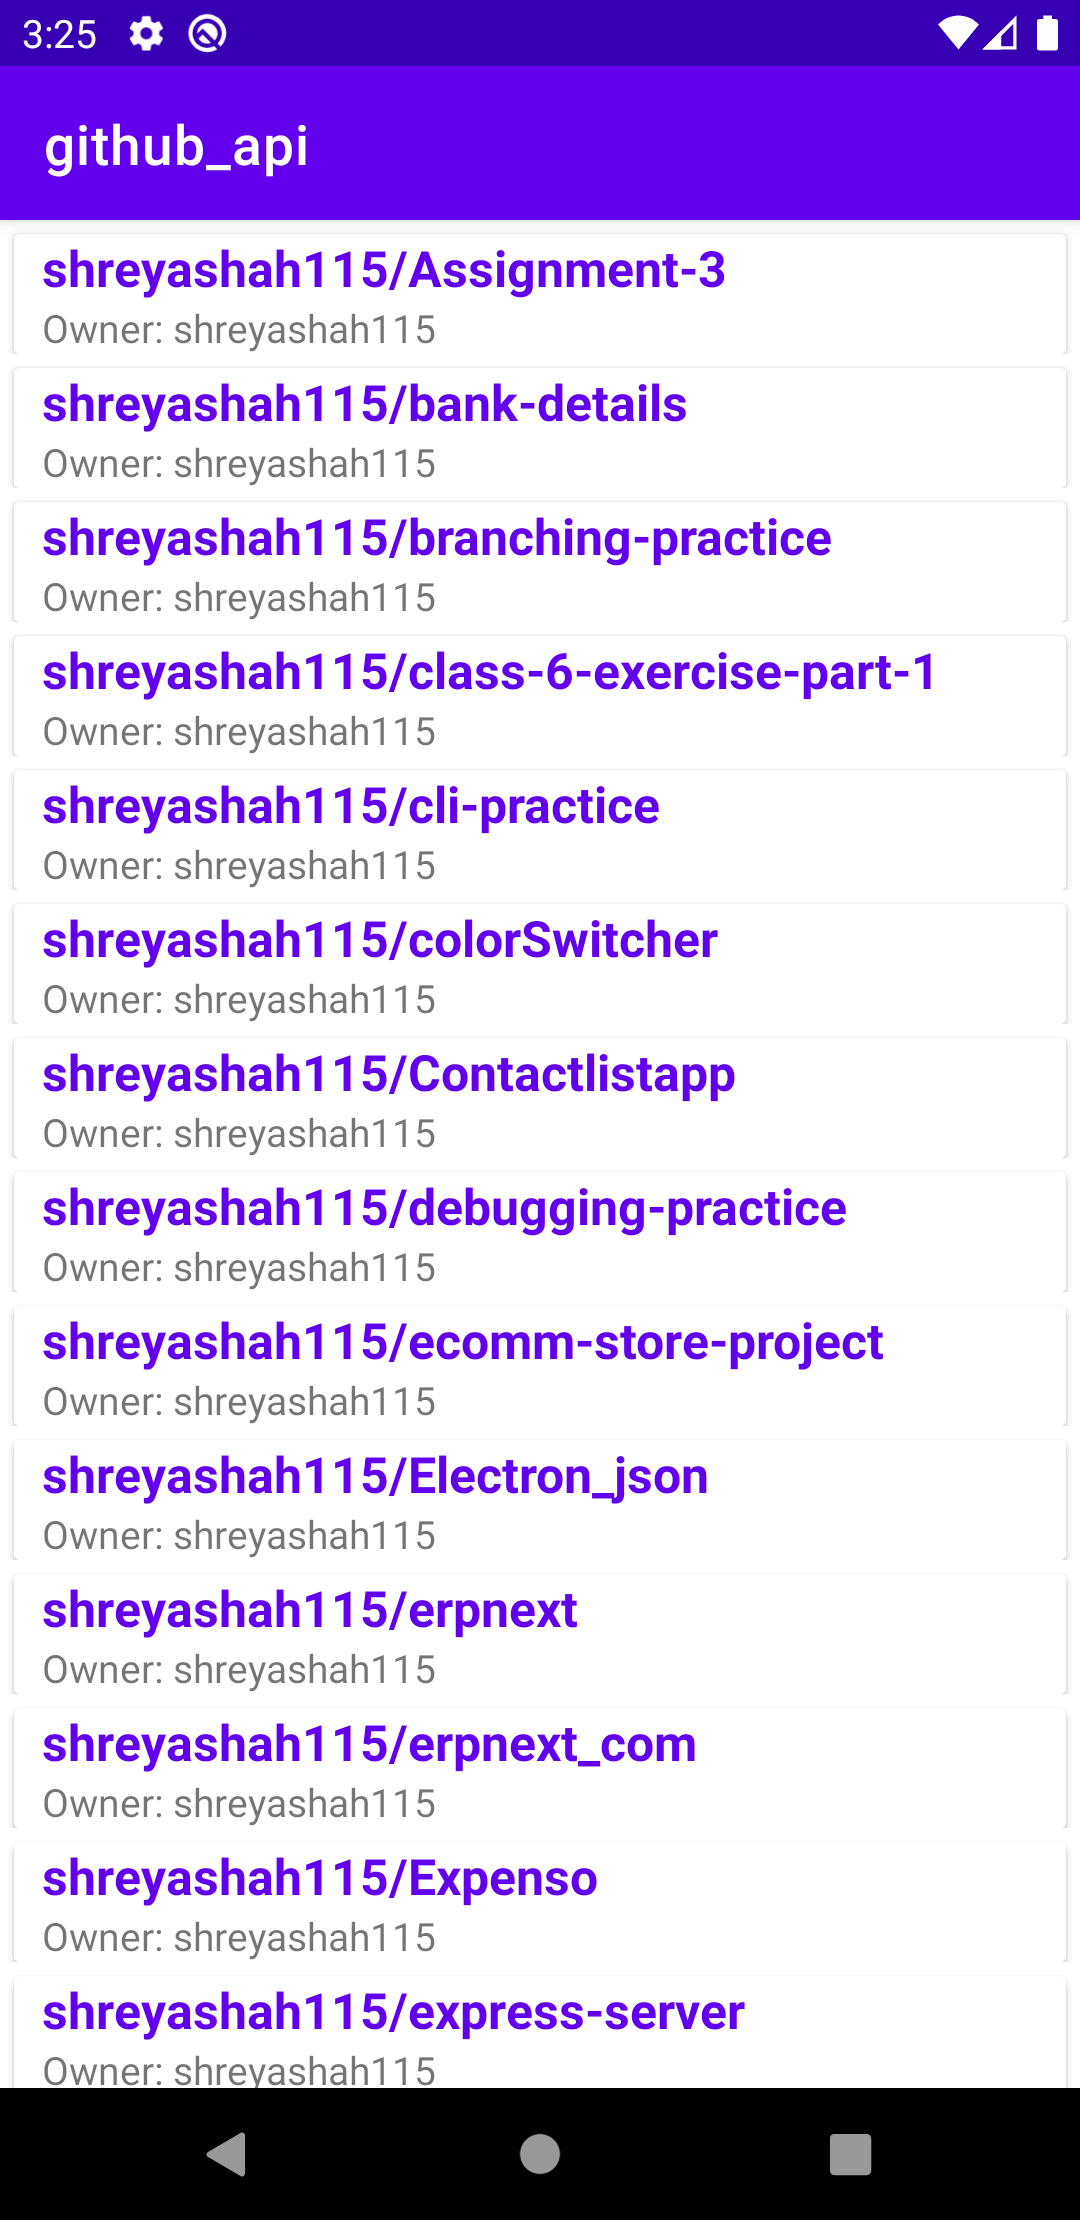 3:25
github_api
shreyashah115/Assignment-3
Owner: shreyashah115
shreyashah115/bank-details
Owner: shreyashah115
shreyashah115/branching-practice
Owner: shreyashah115
shreyashah115/class-6-exercise-part-1
Owner: shreyashah115
shreyashah115/cli-practice
Owner: shreyashah115
shreyashah115/colorSwitcher
Owner: shreyashah115
shreyashah115/Contactlistapp
Owner: shreyashah115
shreyashah115/debugging-practice
Owner: shreyashah115
shreyashah115/ecomm-store-project
Owner: shreyashah115
shreyashah115/Electron_json
Owner: shreyashah115
shreyashah115/erpnext
Owner: shreyashah115
shreyashah115/erpnext_com
Owner: shreyashah115
shreyashah115/Expenso
Owner: shreyashah115
shreyashah115/express-server
Owner: shreyashah115